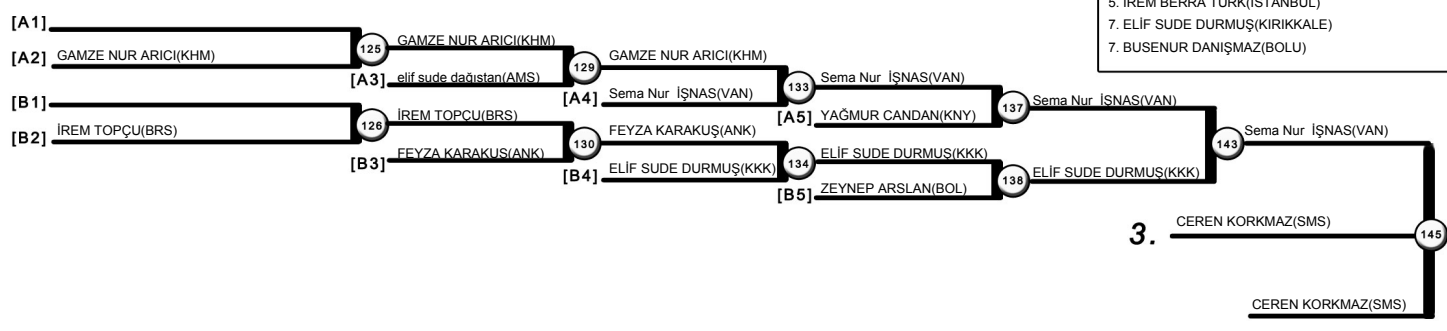 5. İREM BERRA TÜRK(İSTANBUL)
7. ELİF SUDE DURMUŞ(KIRIKKALE)
7. BUSENUR DANIŞMAZ(BOLU)
[A1]
[A2] GAMZE NUR ARICI(KHM)
125
GAMZE NUR ARICI(KHM)
[A3] elif sude dağıstan(AMS)
129
GAMZE NUR ARICI(KHM)
[A4] Sema Nur İŞNAS(VAN)
133
Sema Nur İŞNAS(VAN)
[A5] YAĞMUR CANDAN(KNY)
137
Sema Nur İŞNAS(VAN)
[B1]
[B2] İREM TOPÇU(BRS)
126
İREM TOPÇU(BRS)
[B3] FEYZA KARAKUŞ(ANK)
130
FEYZA KARAKUŞ(ANK)
[B4] ELİF SUDE DURMUŞ(KKK)
134
ELİF SUDE DURMUŞ(KKK)
[B5] ZEYNEP ARSLAN(BOL)
138
ELİF SUDE DURMUŞ(KKK)
143
Sema Nur İŞNAS(VAN)
3. CEREN KORKMAZ(SMS)
145
CEREN KORKMAZ(SMS)